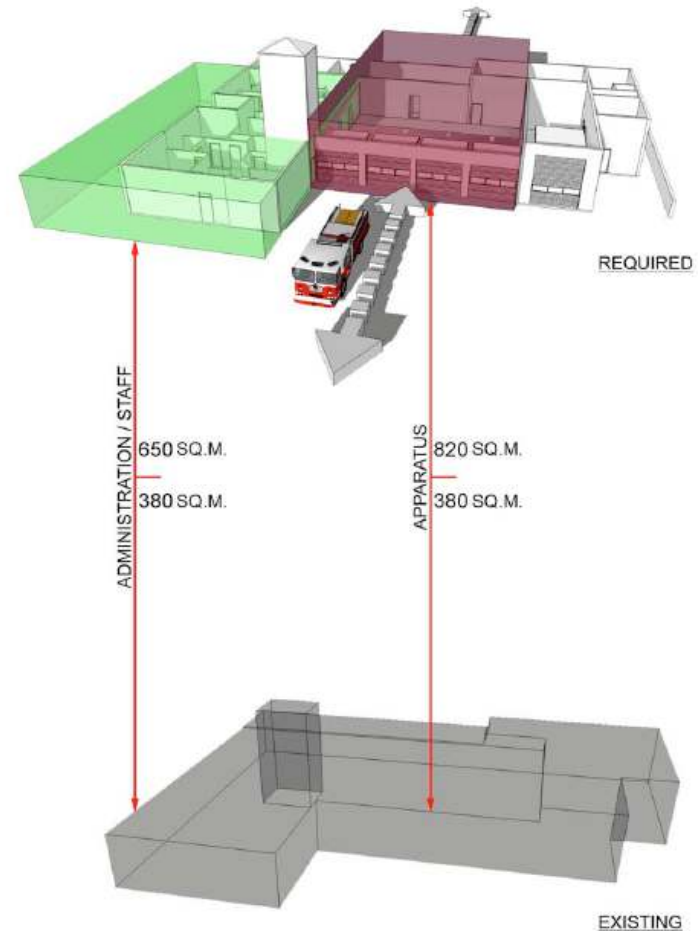 REQUIRED
ADMINISTRATION / STAFF
650 SQ.M.
380 SQ.M.
APPARATUS
820 SQ.M.
380 SQ.M.
EXISTING